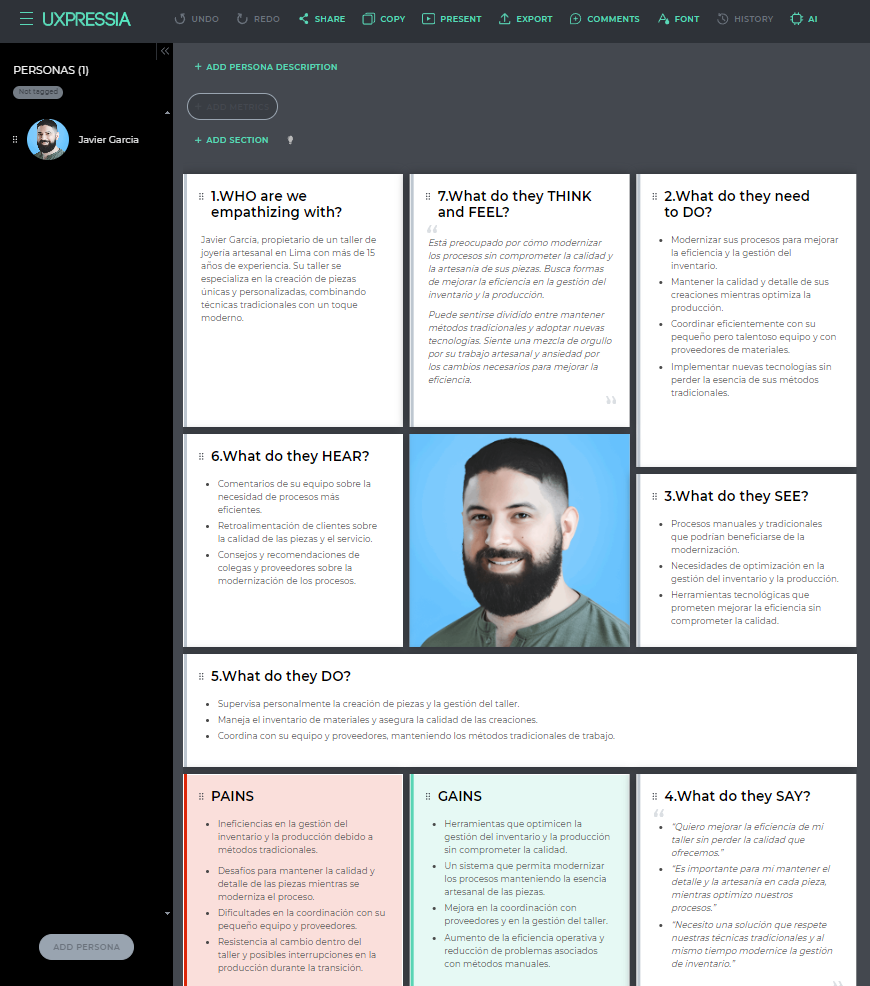 UXPRESSIA
UNDO
REDO
SHARE
COPY
PRESENT
EXPORT
COMMENTS
FONT
HISTORY
AI
PERSONAS (1)
Not tagged
Javier Garcia
ADD PERSONA
+ ADD PERSONA DESCRIPTION
+ ADD METRICS
+ ADD SECTION
1.WHO are we
empathizing with?
Javier García, propietario de un taller de
joyería artesanal en Lima con más de 15
años de experiencia. Su taller se
especializa en la creación de piezas
únicas y personalizadas, combinando
técnicas tradicionales con un toque
moderno.
7.What do they THINK
and FEEL?
“
Está preocupado por cómo modernizar
los procesos sin comprometer la calidad y
la artesanía de sus piezas. Busca formas
de mejorar la eficiencia en la gestión del
inventario y la producción.
Puede sentirse dividido entre mantener
métodos tradicionales y adoptar nuevas
tecnologías. Siente una mezcla de orgullo
por su trabajo artesanal y ansiedad por
los cambios necesarios para mejorar la
eficiencia.
”
2.What do they need
to DO?
• Modernizar sus procesos para mejorar
la eficiencia y la gestión del
inventario.
• Mantener la calidad y detalle de sus
creaciones mientras optimiza la
producción.
• Coordinar eficientemente con su
pequeño pero talentoso equipo y con
proveedores de materiales.
• Implementar nuevas tecnologías sin
perder la esencia de sus métodos
tradicionales.
6.What do they HEAR?
• Comentarios de su equipo sobre la
necesidad de procesos más
eficientes.
• Retroalimentación de clientes sobre
la calidad de las piezas y el servicio.
• Consejos y recomendaciones de
colegas y proveedores sobre la
modernización de los procesos.
3.What do they SEE?
• Procesos manuales y tradicionales
que podrían beneficiarse de la
modernización.
• Necesidades de optimización en la
gestión del inventario y la producción.
• Herramientas tecnológicas que
prometen mejorar la eficiencia sin
comprometer la calidad.
5.What do they DO?
• Supervisa personalmente la creación de piezas y la gestión del taller.
• Maneja el inventario de materiales y asegura la calidad de las creaciones.
• Coordina con su equipo y proveedores, manteniendo los métodos tradicionales de trabajo.
PAINS
• Ineficiencias en la gestión del
inventario y la producción debido a
métodos tradicionales.
• Desafíos para mantener la calidad y
detalle de las piezas mientras se
moderniza el proceso.
• Dificultades en la coordinación con su
pequeño equipo y proveedores.
• Resistencia al cambio dentro del
taller y posibles interrupciones en la
producción durante la transición.
GAINS
• Herramientas que optimicen la
gestión del inventario y la producción
sin comprometer la calidad.
• Un sistema que permita modernizar
los procesos manteniendo la esencia
artesanal de las piezas.
• Mejora en la coordinación con
proveedores y en la gestión del taller.
• Aumento de la eficiencia operativa y
reducción de problemas asociados
con métodos manuales.
4.What do they SAY?
“
• “Quiero mejorar la eficiencia de mi
taller sin perder la calidad que
ofrecemos.”
• “Es importante para mí mantener el
detalle y la artesanía en cada pieza,
mientras optimizo nuestros
procesos.”
• “Necesito una solución que respete
nuestras técnicas tradicionales y al
mismo tiempo modernice la gestión
de inventario.”